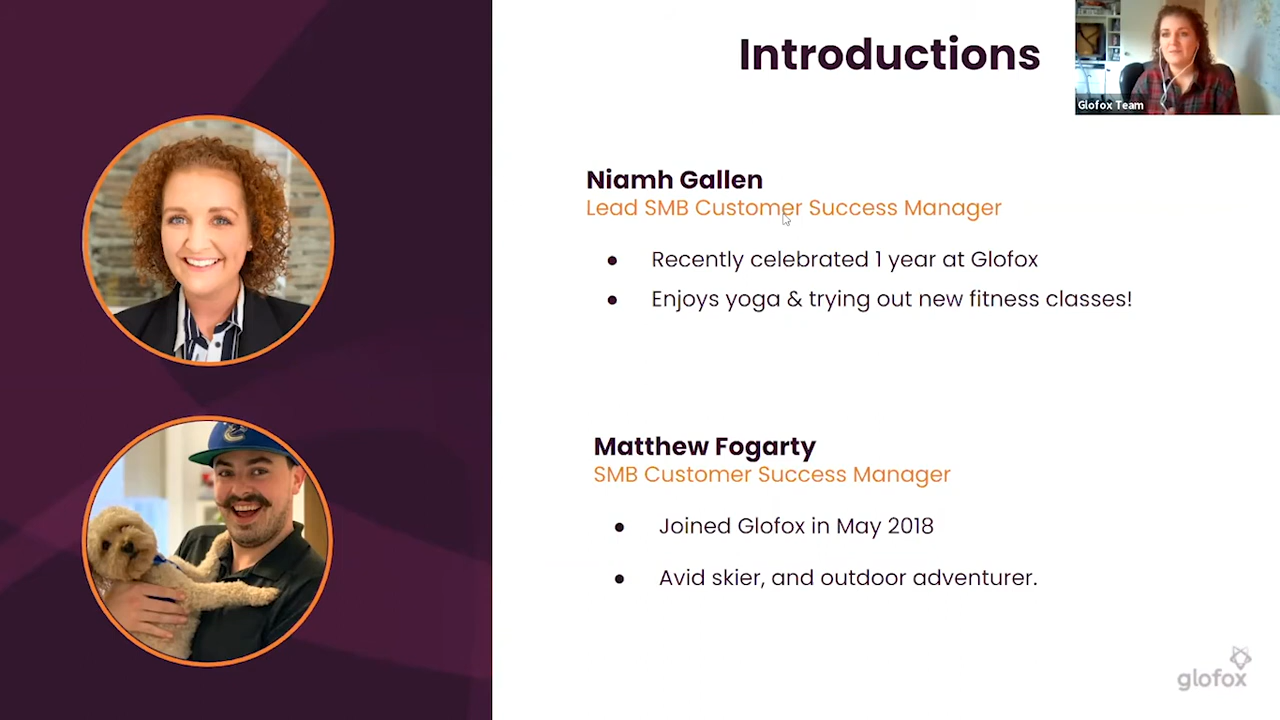 Introductions
Glofox Team
Niamh Gallen
Lead SMB Customer Success Manager
● Recently celebrated 1 year at Glofox
● Enjoys yoga & trying out new fitness classes!
Matthew Fogarty
SMB Customer Success Manager
● Joined Glofox in May 2018
● Avid skier, and outdoor adventurer.
glofox